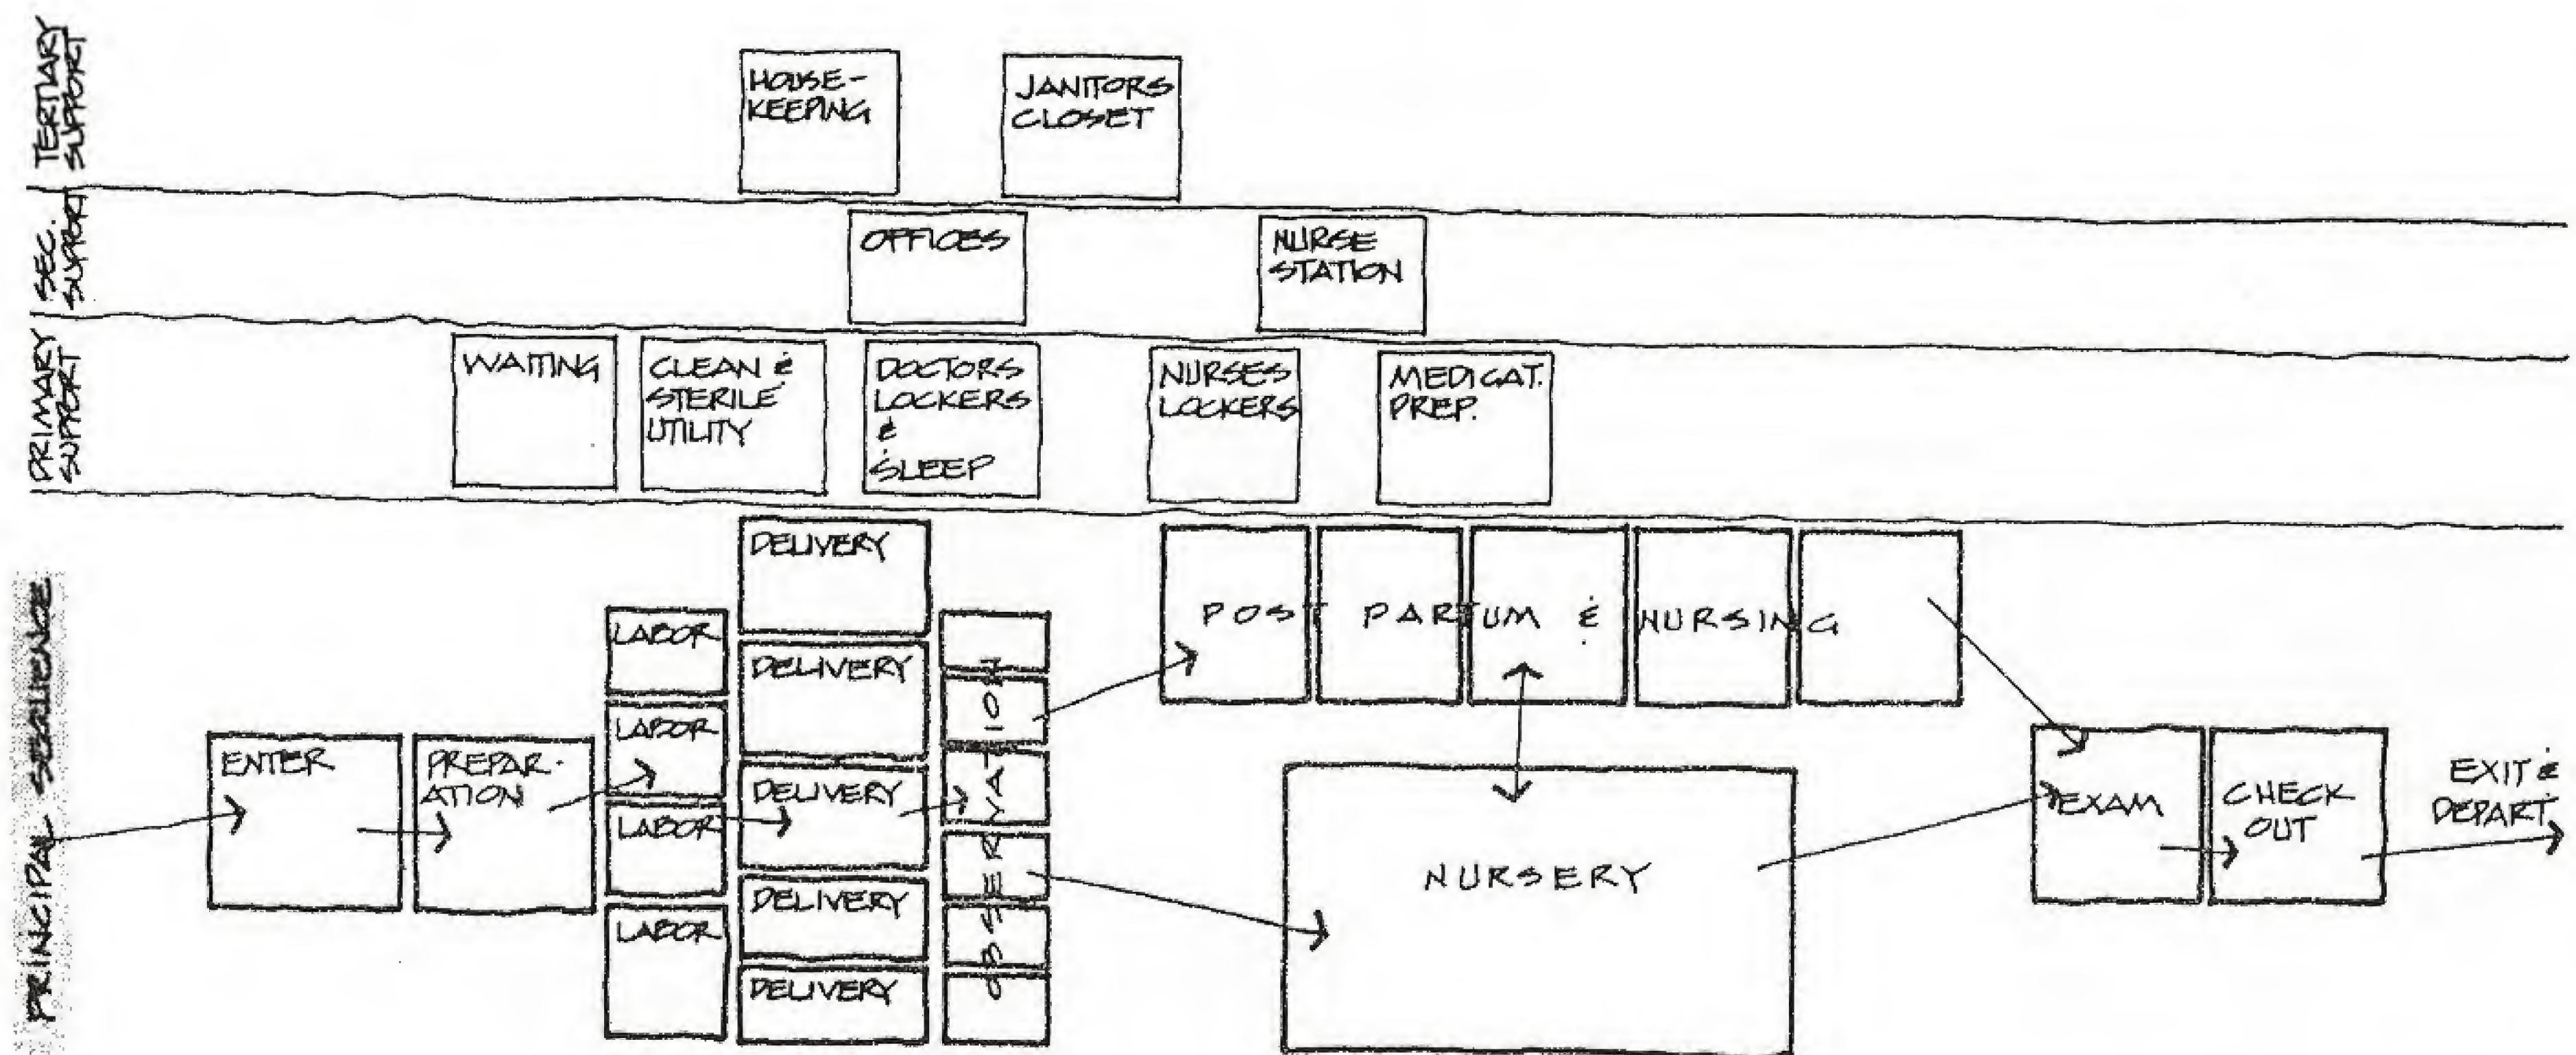 TERTIARY
SUPPORT
HOUSE-
KEEPING
JANITORS
CLOSET
SEC.
SUPPORT
OFFICES
NURSE
STATION
PRIMARY
SUPPORT
WAITING
CLEAN &
STERILE
UTILITY
DOCTORS
LOCKERS
&
SLEEP
NURSES
LOCKERS
MEDICAT.
PREP.
PRINCIPAL SEQUENCE
ENTER
PREPAR-
ATION
LABOR
LABOR
LABOR
LABOR
DELIVERY
DELIVERY
DELIVERY
DELIVERY
DELIVERY
OBSERVATION
POST PARTUM & NURSING
NURSERY
EXAM
CHECK
OUT
EXIT &
DEPART.